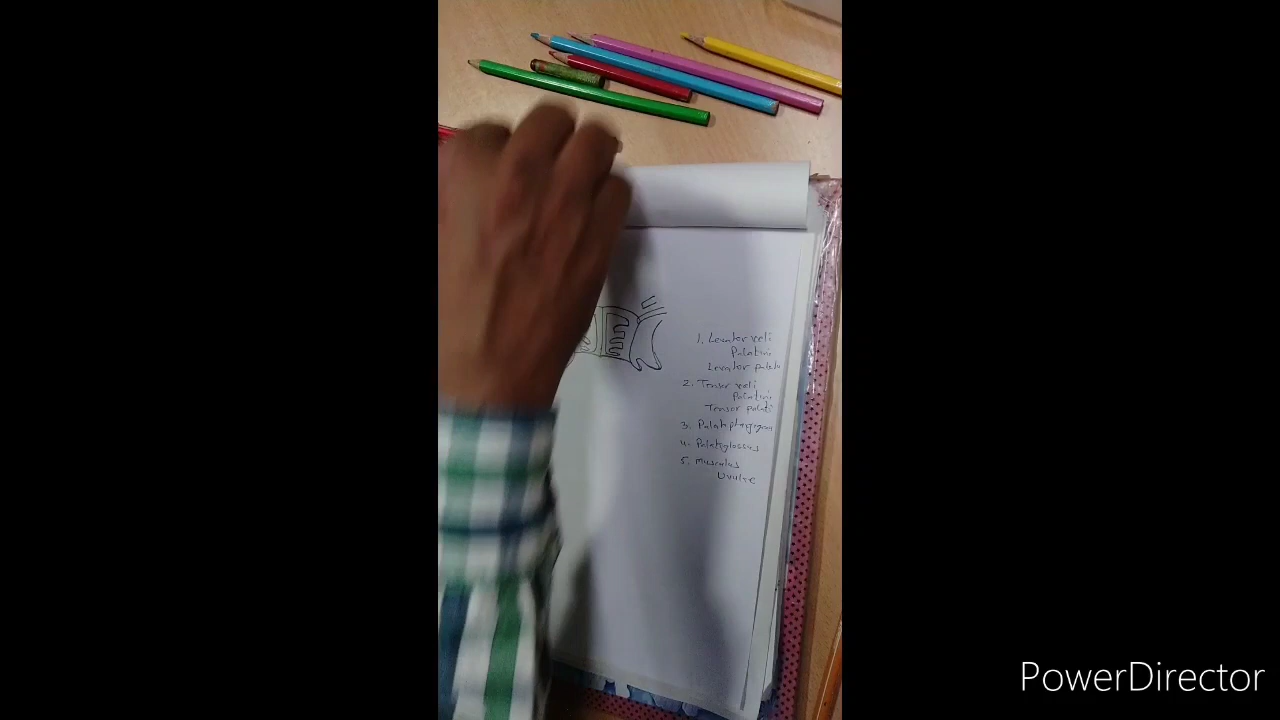 1. Levator veli
Palatini
Levator palati
2. Tensor veli
Palatini
Tensor palati
3.
4. Palatoglossus
5. Musculus
Uvulae
PowerDirector